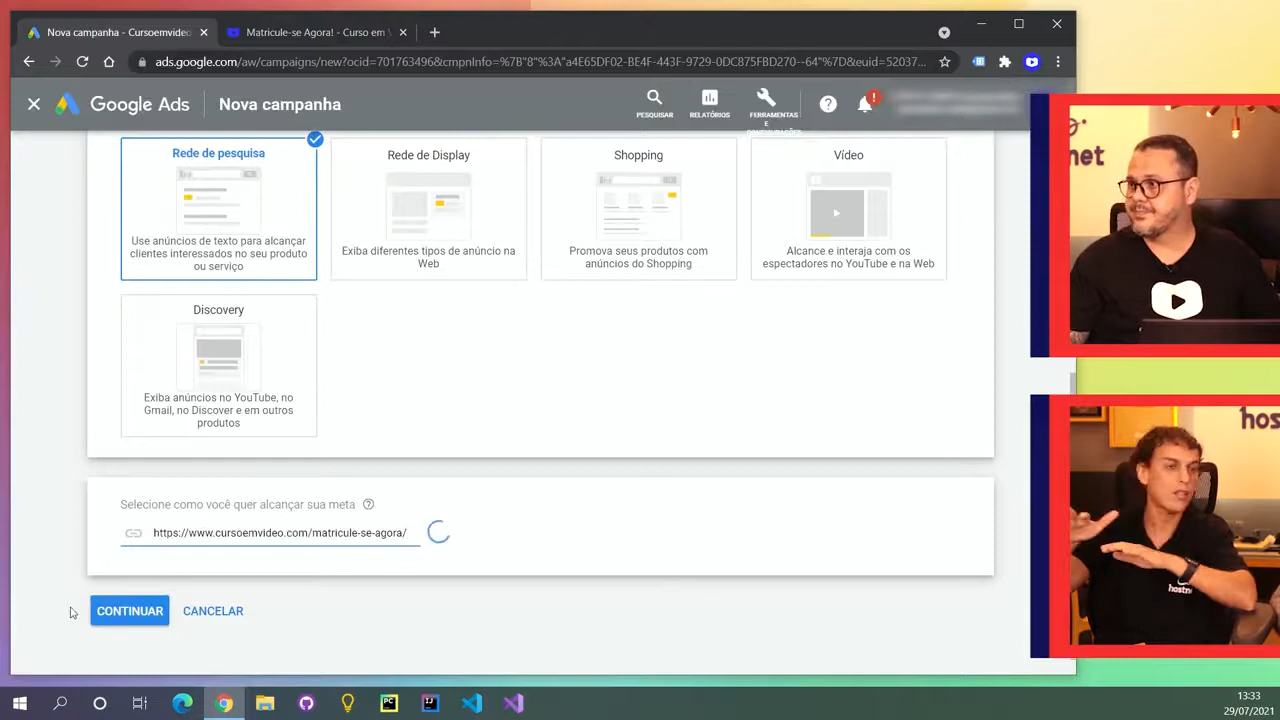 Nova campanha - Cursoemvideo
Matricule-se Agora! - Curso em V
ads.google.com/aw/campaigns/new?ocid=701763496&cmpnInfo=%7B"8"%3A"a4E65DF02-BE4F-443F-9729-0DC875FBD270--64"%7D&euid=52037...
Google Ads
Nova campanha
PESQUISAR
RELATÓRIOS
FERRAMENTAS
E
CONFIGURAÇÕES
Rede de pesquisa
Use anúncios de texto para alcançar
clientes interessados no seu produto
ou serviço
Rede de Display
Exiba diferentes tipos de anúncio na
Web
Shopping
Promova seus produtos com
anúncios do Shopping
Vídeo
Alcance e interaja com os
espectadores no YouTube e na Web
Discovery
Exiba anúncios no YouTube, no
Gmail, no Discover e em outros
produtos
Selecione como você quer alcançar sua meta
https://www.cursoemvideo.com/matricule-se-agora/
CONTINUAR
CANCELAR
net
hos
hostne
PC
IJ
13:33
29/07/2021